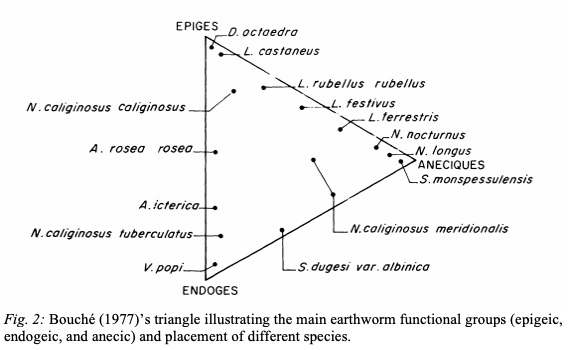 EPIGES
D. octaedra
L. castaneus
L. rubellus rubellus
N. caliginosus caliginosus
L. festivus
L. terrestris
N. nocturnus
A. rosea rosea
N. longus
ANECIQUES
S. monspessulensis
A. icterica
N. caliginosus tuberculatus
N. caliginosus meridionalis
V. popi
S. dugesi var. albinica
ENDOGES
Fig. 2: Bouché (1977)'s triangle illustrating the main earthworm functional groups (epigeic,
endogeic, and anecic) and placement of different species.